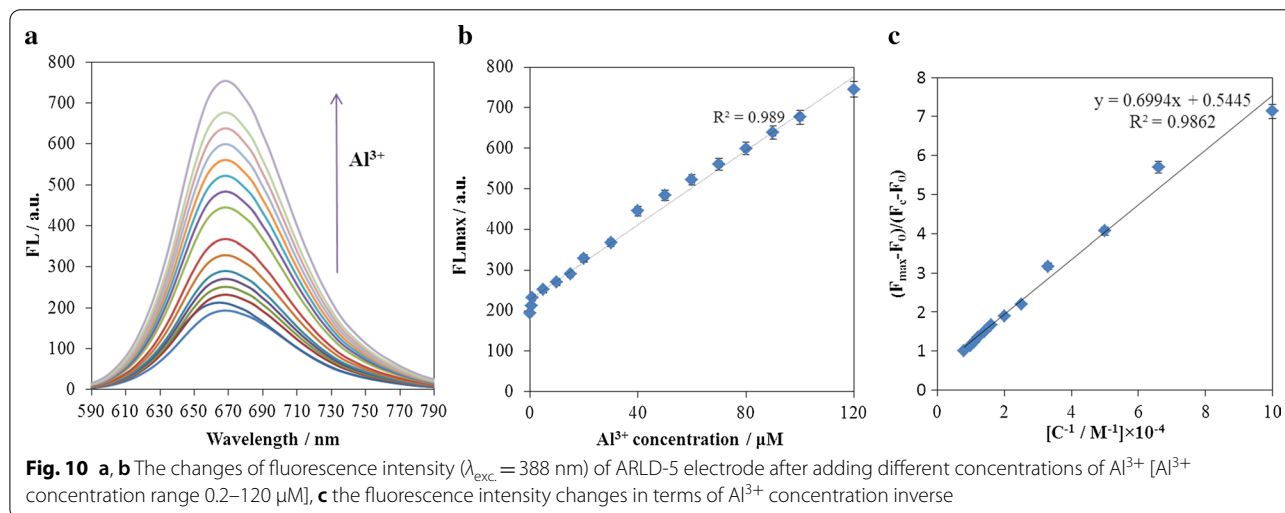 a
800
700
600
500
400
300
200
100
0
FL / a.u.
Al³⁺
590 610 630 650 670 690 710 730 750 770 790
Wavelength / nm
b
800
700
600
500
400
300
200
100
0
FLmax / a.u.
R² = 0.989
0 40 80 120
Al³⁺ concentration / µM
c
8
7
6
5
4
3
2
1
0
(Fmax-F0)/(Fc-F0)
y = 0.6994x + 0.5445
R² = 0.9862
0 2 4 6 8 10
[C⁻¹ / M⁻¹]×10⁻⁴
Fig. 10 a, b The changes of fluorescence intensity (λexc. = 388 nm) of ARLD-5 electrode after adding different concentrations of Al³⁺ [Al³⁺
concentration range 0.2–120 µM], c the fluorescence intensity changes in terms of Al³⁺ concentration inverse